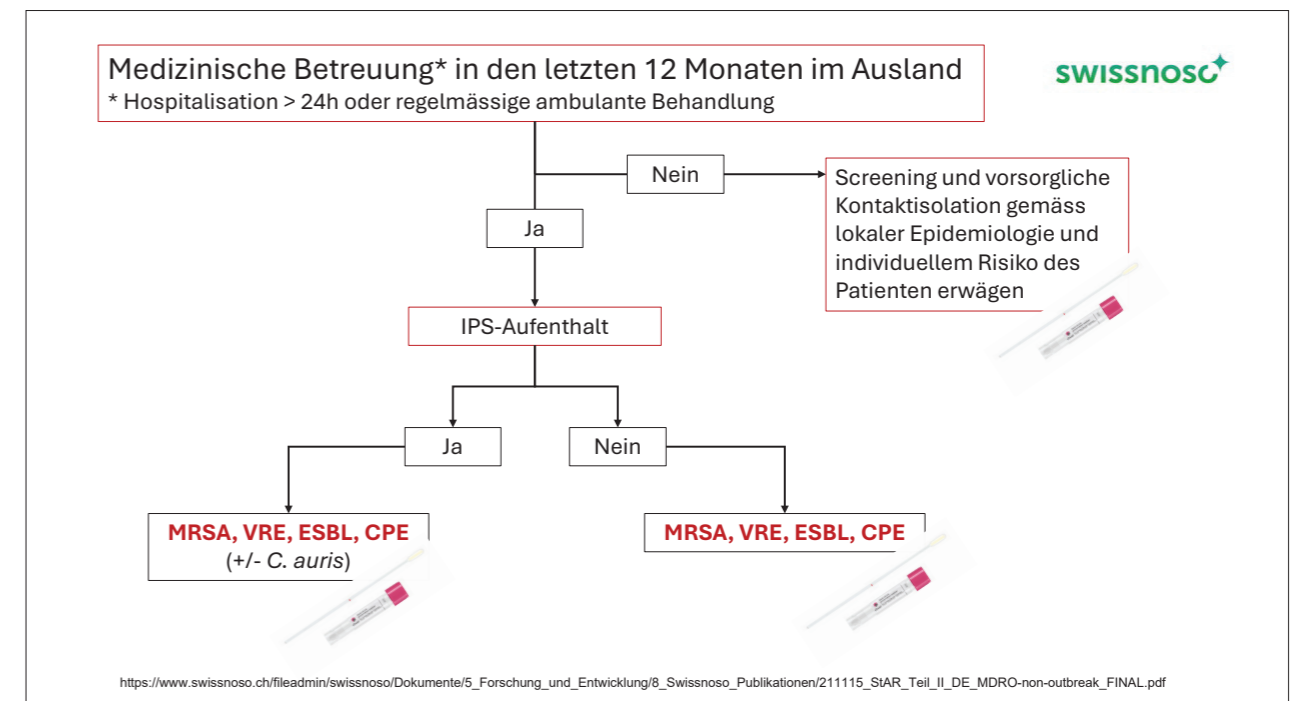 Medizinische Betreuung* in den letzten 12 Monaten im Ausland
* Hospitalisation > 24h oder regelmässige ambulante Behandlung
swissnoso
Nein
Screening und vorsorgliche
Kontaktisolation gemäss
lokaler Epidemiologie und
individuellem Risiko des
Patienten erwägen
Ja
IPS-Aufenthalt
Ja
Nein
MRSA, VRE, ESBL, CPE
(+/- C. auris)
MRSA, VRE, ESBL, CPE
https://www.swissnoso.ch/fileadmin/swissnoso/Dokumente/5_Forschung_und_Entwicklung/8_Swissnoso_Publikationen/211115_StAR_Teil_II_DE_MDRO-non-outbreak_FINAL.pdf